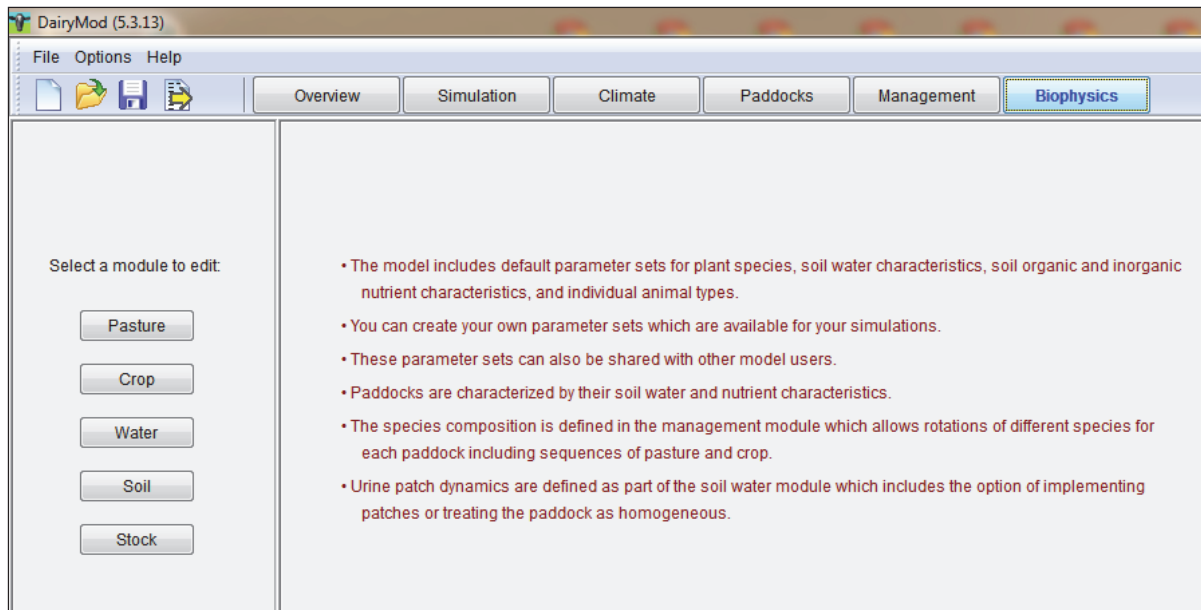 DairyMod (5.3.13)
File Options Help
Overview Simulation Climate Paddocks Management Biophysics
Select a module to edit:
Pasture
Crop
Water
Soil
Stock
• The model includes default parameter sets for plant species, soil water characteristics, soil organic and inorganic
nutrient characteristics, and individual animal types.
• You can create your own parameter sets which are available for your simulations.
• These parameter sets can also be shared with other model users.
• Paddocks are characterized by their soil water and nutrient characteristics.
• The species composition is defined in the management module which allows rotations of different species for
each paddock including sequences of pasture and crop.
• Urine patch dynamics are defined as part of the soil water module which includes the option of implementing
patches or treating the paddock as homogeneous.